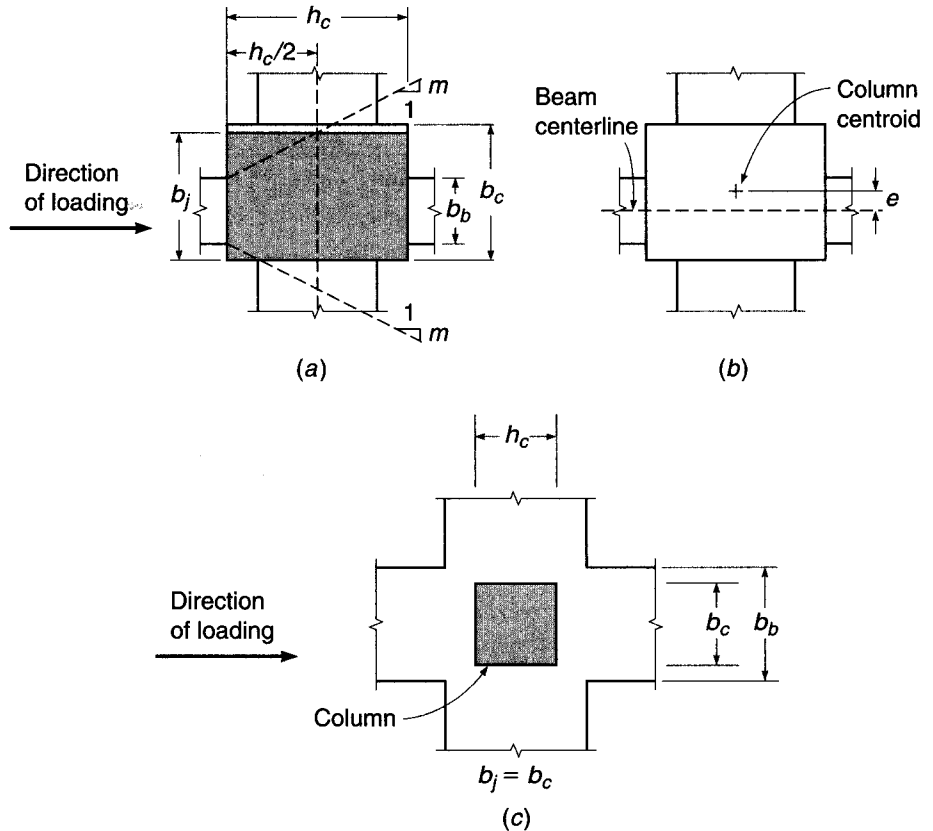 h_c
h_c/2
m
1
Direction
of loading
b_j
b_b
b_c
1
m
(a)
Beam
centerline
Column
centroid
e
(b)
h_c
Direction
of loading
b_c
b_b
Column
b_j = b_c
(c)